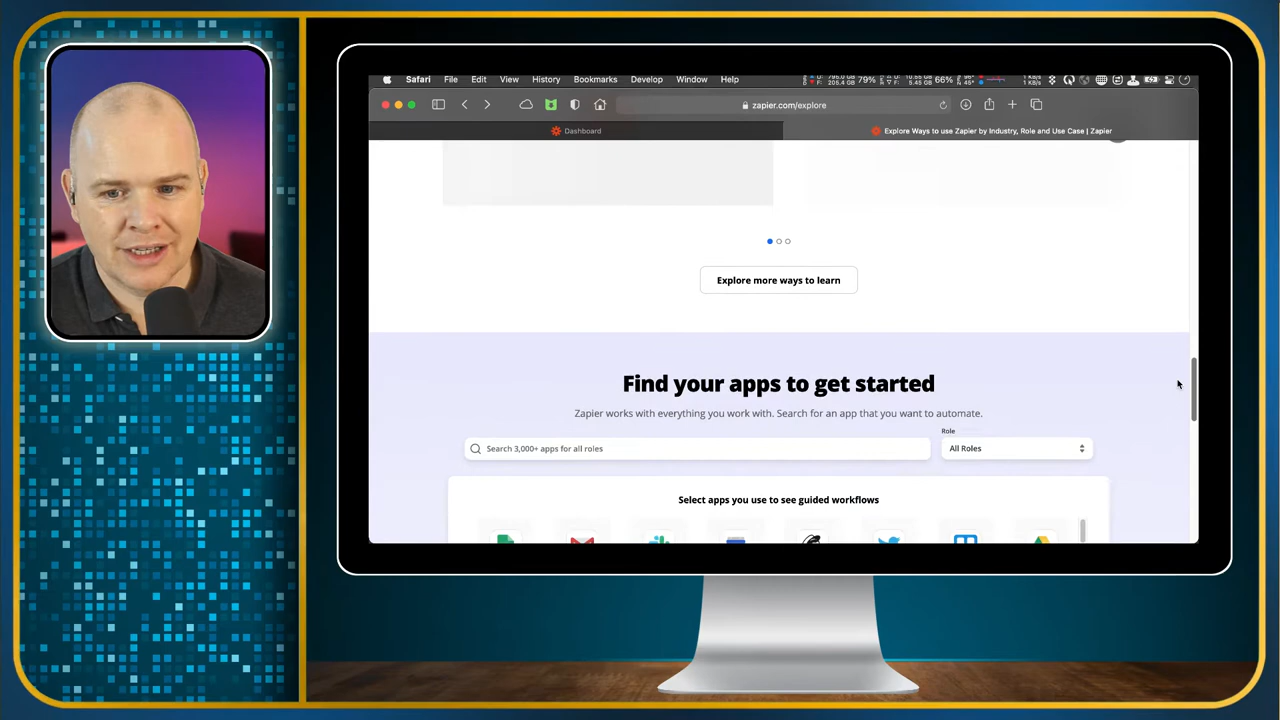 Safari File Edit View History Bookmarks Develop Window Help
79% 66%
zapier.com/explore
Dashboard
Explore Ways to use Zapier by Industry, Role and Use Case | Zapier
Explore more ways to learn
Find your apps to get started
Zapier works with everything you work with. Search for an app that you want to automate.
Role
Search 3,000+ apps for all roles
All Roles
Select apps you use to see guided workflows